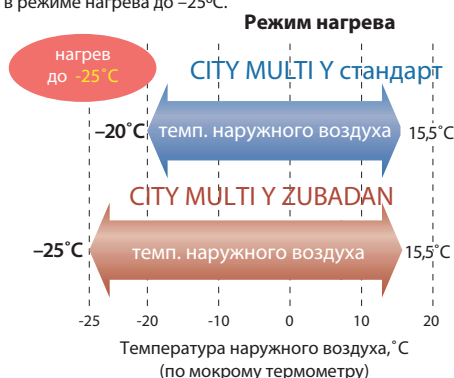 в режиме нагрева до –25°C.
Режим нагрева
нагрев
до -25˚C
CITY MULTI Y стандарт
–20˚C темп. наружного воздуха 15,5˚C
CITY MULTI Y ZUBADAN
–25˚C темп. наружного воздуха 15,5˚C
-25 -20 -10 0 10 20
Температура наружного воздуха,˚C
(по мокрому термометру)